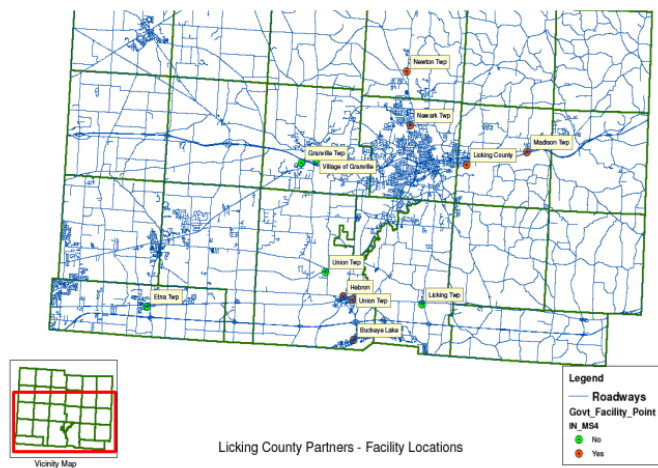 Newton Twp
Nowark Twp
Granville Twp
Village of Granville
Licking County
Madison Twp
Union Twp
Etna Twp
Hebron
Union Twp
Licking Twp
Buckeye Lake
Vicinity Map
Licking County Partners - Facility Locations
Legend
Roadways
Govt_Facility_Point
IN_MS4
No
Yes